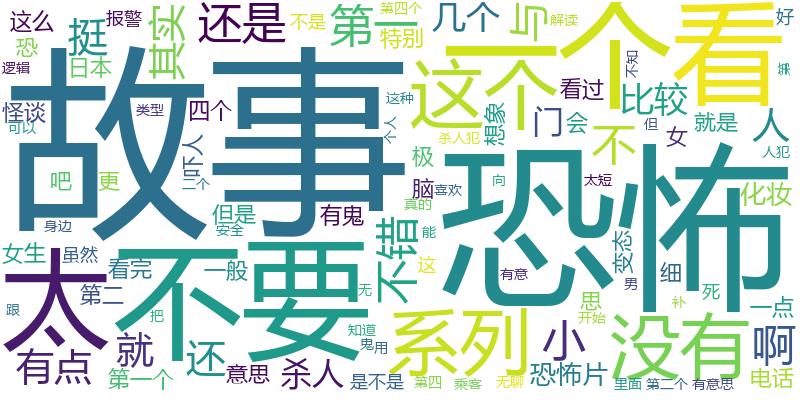 这么 报警 挺 其实 还是 不是 第一 第四个 特别 几个 与 解读 个 看 好
恐 日本 逻辑 怪谈 可以 类型 四个 故事 这种 个人 这个 看过 不知 比较 门 会 想象 就是 人
吓人 二个 不 但 女 人犯 杀人犯
吧 更 极 脑 喜欢 向 太短 恐怖 化妆
身边 但是 有鬼 安全 真的 能 不错 变态
女生 虽然 太 看完 一般 不要 这 有意 男 细 死
第二 无 思 补 一点
跟 有点 就 把 还 知道 鬼 用 系列 小 开始 没有 啊
第一个 意思 杀人 是不是 第四 乘客 无聊 恐怖片 里面 第二个 有意思 电话